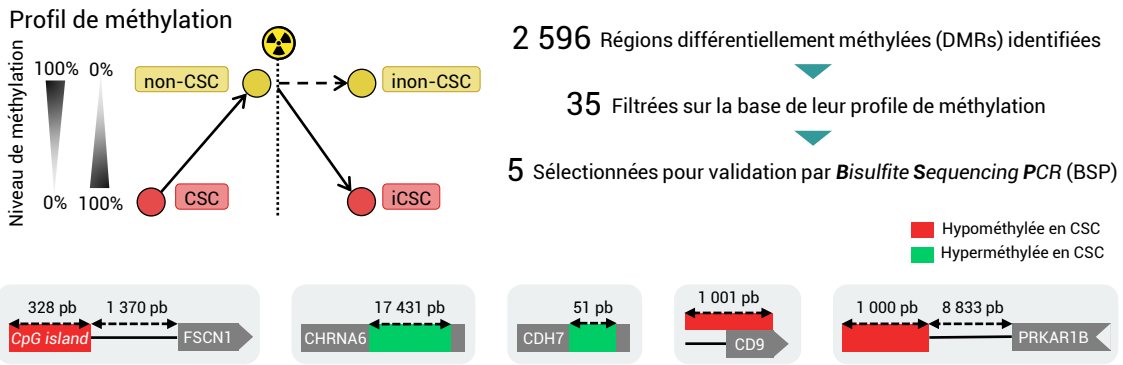 Profil de méthylation
Niveau de méthylation
100% 0%
0% 100%
non-CSC
inon-CSC
CSC
iCSC
2 596 Régions différentiellement méthylées (DMRs) identifiées
35 Filtrées sur la base de leur profile de méthylation
5 Sélectionnées pour validation par Bisulfite Sequencing PCR (BSP)
Hypométhylée en CSC
Hyperméthylée en CSC
328 pb 1 370 pb
CpG island FSCN1
17 431 pb
CHRNA6
51 pb
CDH7
1 001 pb
CD9
1 000 pb 8 833 pb
PRKAR1B